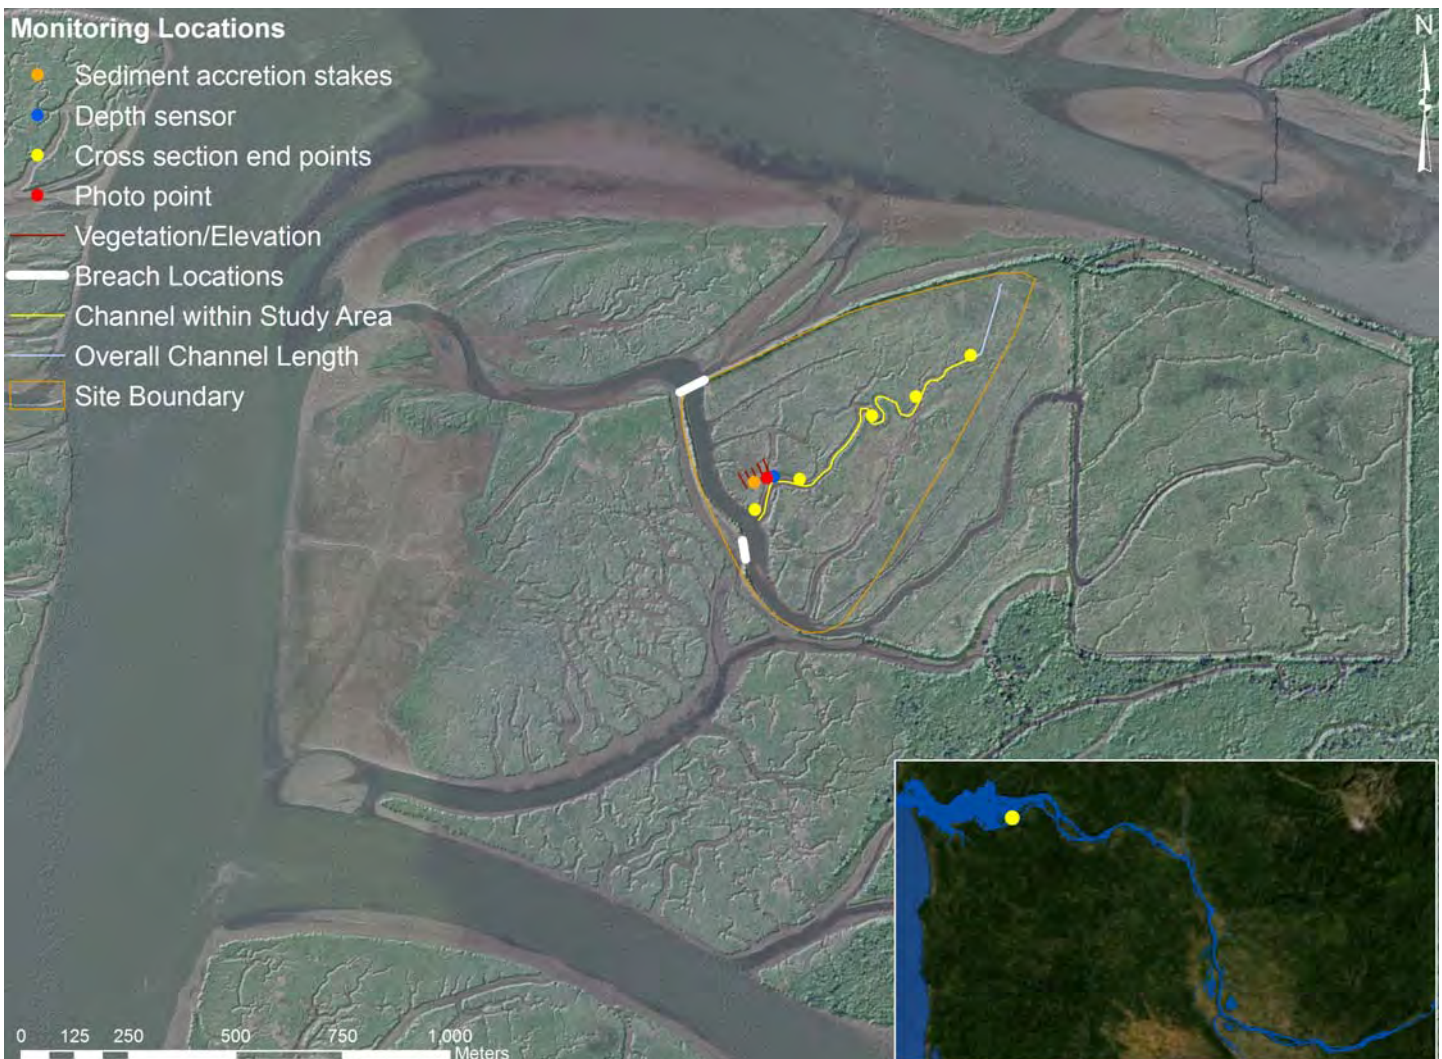 Monitoring Locations
N
Sediment accretion stakes
Depth sensor
Cross section end points
Photo point
Vegetation/Elevation
Breach Locations
Channel within Study Area
Overall Channel Length
Site Boundary
0 125 250 500 750 1,000
Meters